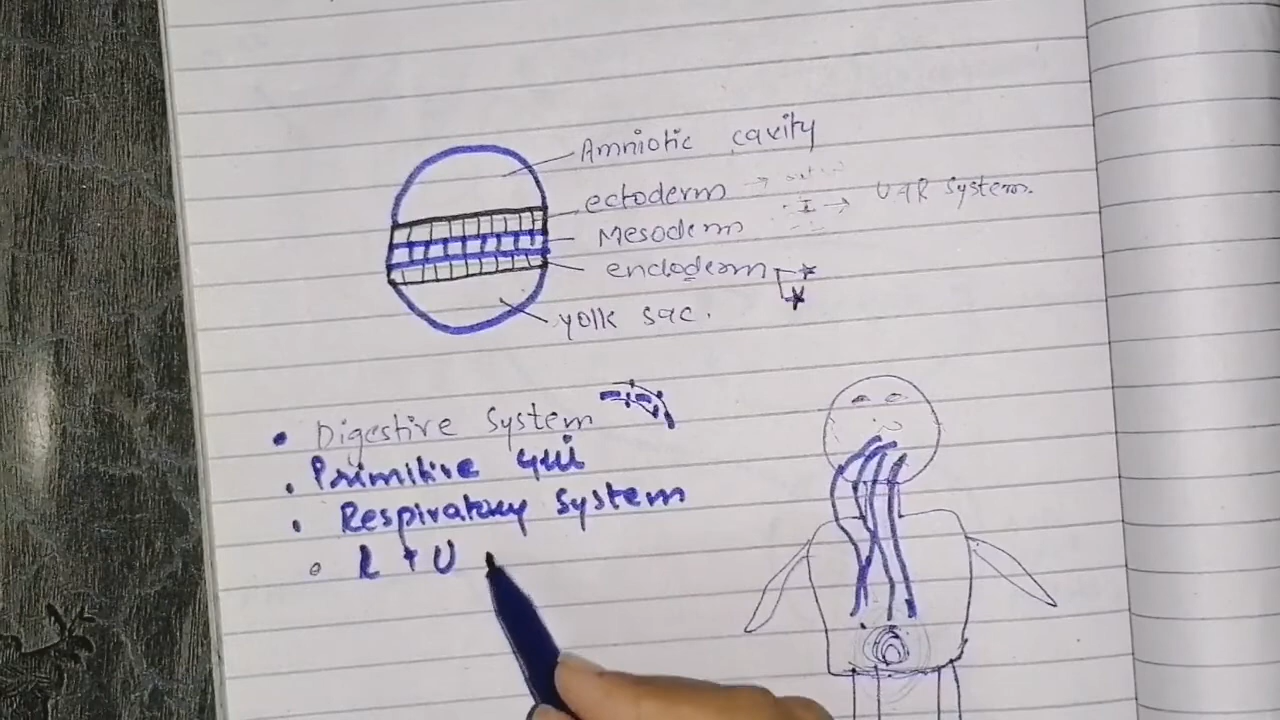 Amniotic cavity
ectoderm →
→ U & R System.
Mesoderm
endoderm
yolk sac.
• Digestive System
• Primitive gut
• Respiratory System
• R + U